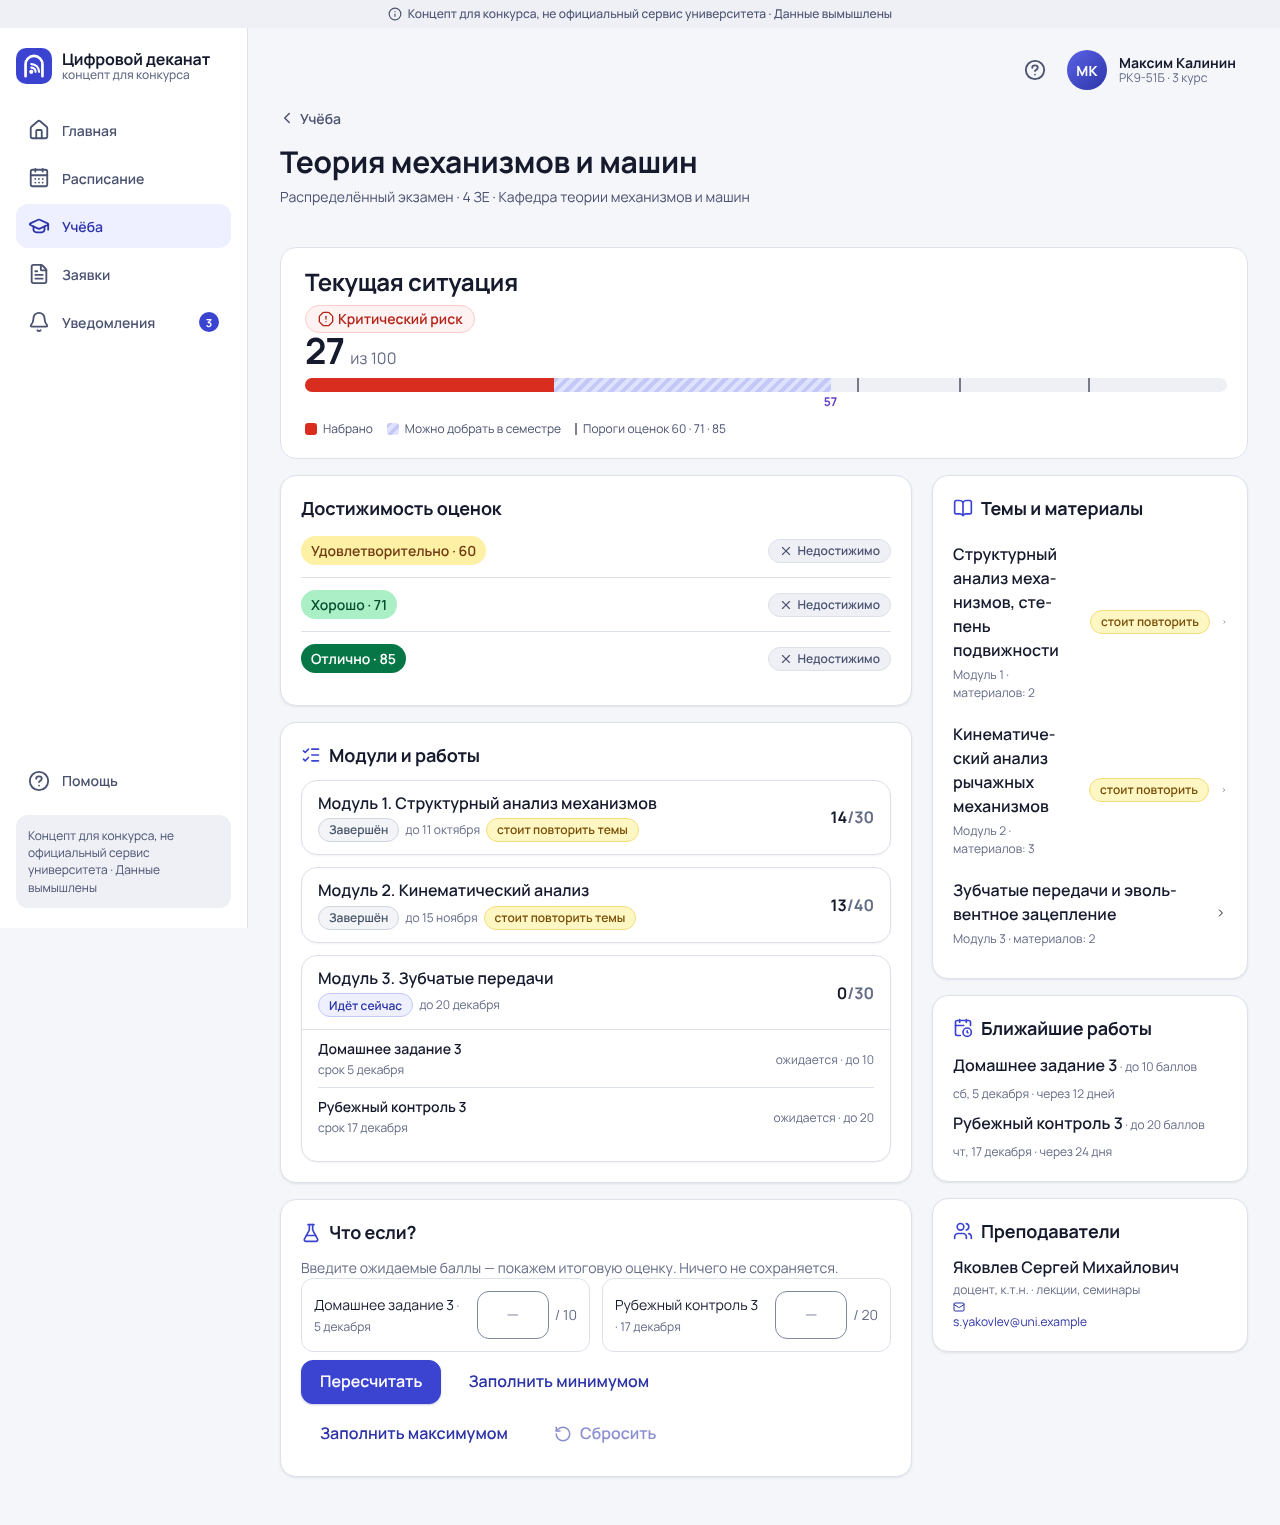 Концепт для конкурса, не официальный сервис университета · Данные вымышлены
Цифровой деканат
концепт для конкурса
Главная
Расписание
Учёба
Заявки
Уведомления
3
Помощь
Концепт для конкурса, не
официальный сервис
университета · Данные
вымышлены
МК
Максим Калинин
РК9-51Б · 3 курс
Учёба
Теория механизмов и машин
Распределённый экзамен · 4 ЗЕ · Кафедра теории механизмов и машин
Текущая ситуация
Критический риск
27 из 100
57
Набрано
Можно добрать в семестре
Пороги оценок 60 · 71 · 85
Достижимость оценок
Удовлетворительно · 60
Недостижимо
Хорошо · 71
Недостижимо
Отлично · 85
Недостижимо
Модули и работы
Модуль 1. Структурный анализ механизмов
Завершён до 11 октября стоит повторить темы
14/30
Модуль 2. Кинематический анализ
Завершён до 15 ноября стоит повторить темы
13/40
Модуль 3. Зубчатые передачи
Идёт сейчас до 20 декабря
0/30
Домашнее задание 3
срок 5 декабря
ожидается · до 10
Рубежный контроль 3
срок 17 декабря
ожидается · до 20
Что если?
Введите ожидаемые баллы — покажем итоговую оценку. Ничего не сохраняется.
Домашнее задание 3 ·
5 декабря
—
/ 10
Рубежный контроль 3
· 17 декабря
—
/ 20
Пересчитать
Заполнить минимумом
Заполнить максимумом
Сбросить
Темы и материалы
Структурный
анализ меха-
низмов, сте-
пень
подвижности
Модуль 1 ·
материалов: 2
стоит повторить
Кинематиче-
ский анализ
рычажных
механизмов
Модуль 2 ·
материалов: 3
стоит повторить
Зубчатые передачи и эволь-
вентное зацепление
Модуль 3 · материалов: 2
Ближайшие работы
Домашнее задание 3 · до 10 баллов
сб, 5 декабря · через 12 дней
Рубежный контроль 3 · до 20 баллов
чт, 17 декабря · через 24 дня
Преподаватели
Яковлев Сергей Михайлович
доцент, к.т.н. · лекции, семинары
s.yakovlev@uni.example